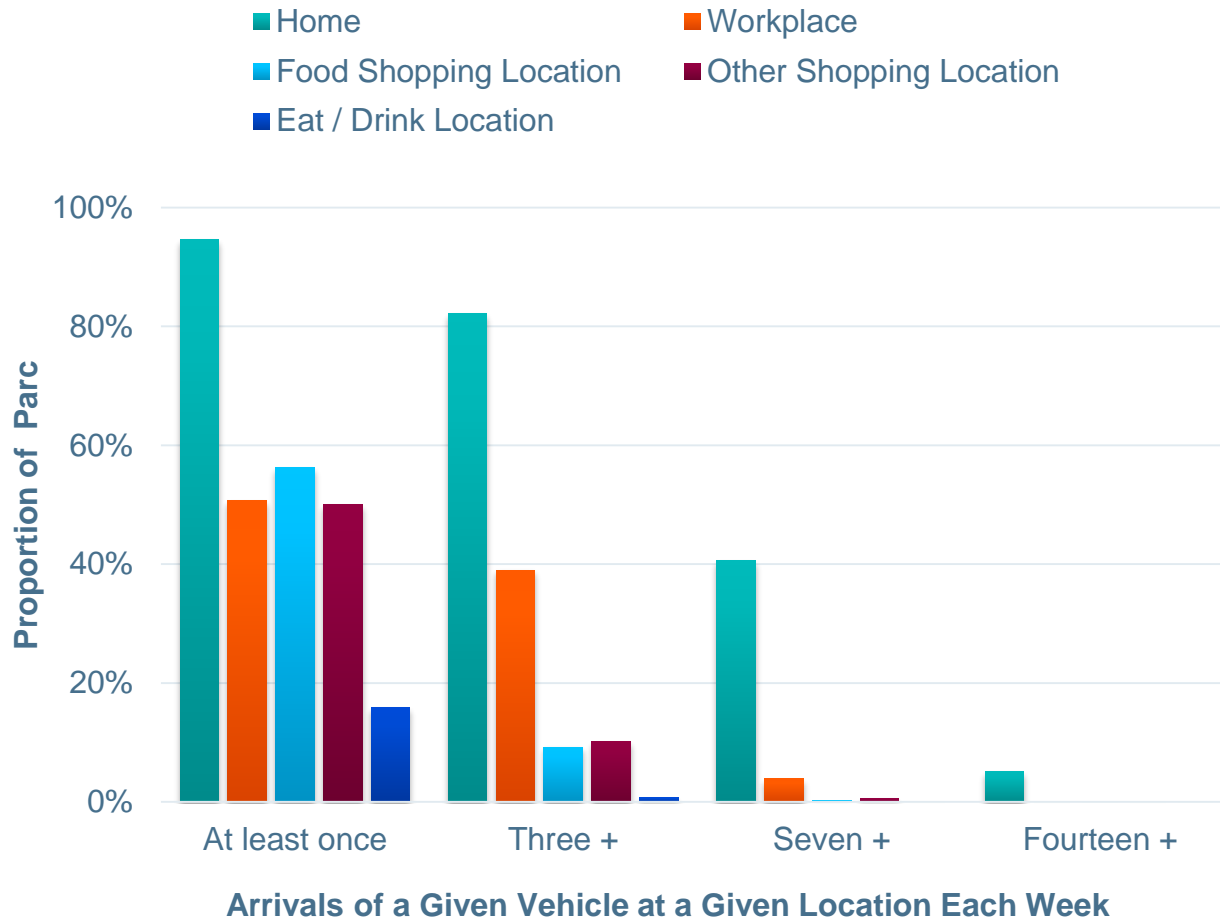 Home Workplace
Food Shopping Location Other Shopping Location
Eat / Drink Location
100%
80%
60%
40%
20%
0%
Proportion of Parc
At least once Three + Seven + Fourteen +
Arrivals of a Given Vehicle at a Given Location Each Week